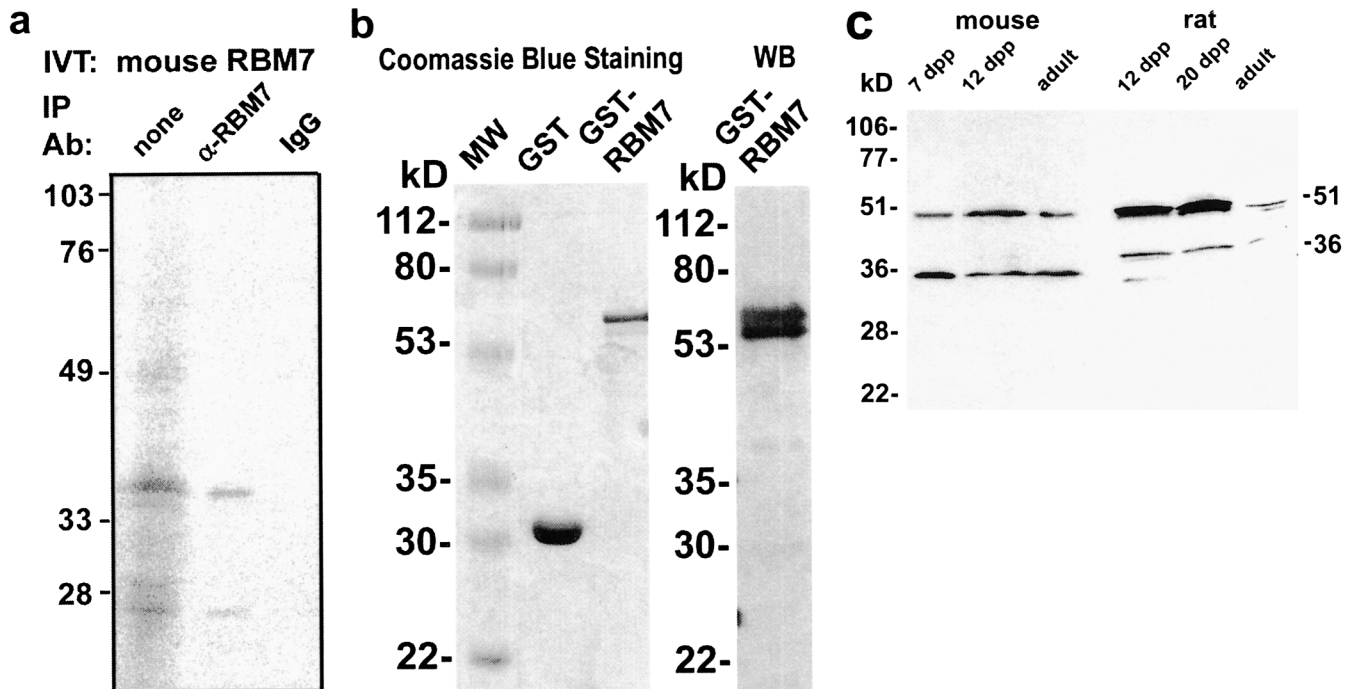 a
IVT: mouse RBM7
IP
Ab: none α-RBM7 IgG
103
76
49
33
28
b
Coomassie Blue Staining
kD MW GST GST-RBM7
112-
80-
53-
35-
30-
22-
WB
kD GST-RBM7
112-
80-
53-
35-
30-
22-
c
mouse rat
kD 7 dpp 12 dpp adult 12 dpp 20 dpp adult
106-
77-
51-
36-
28-
22-
-51
-36